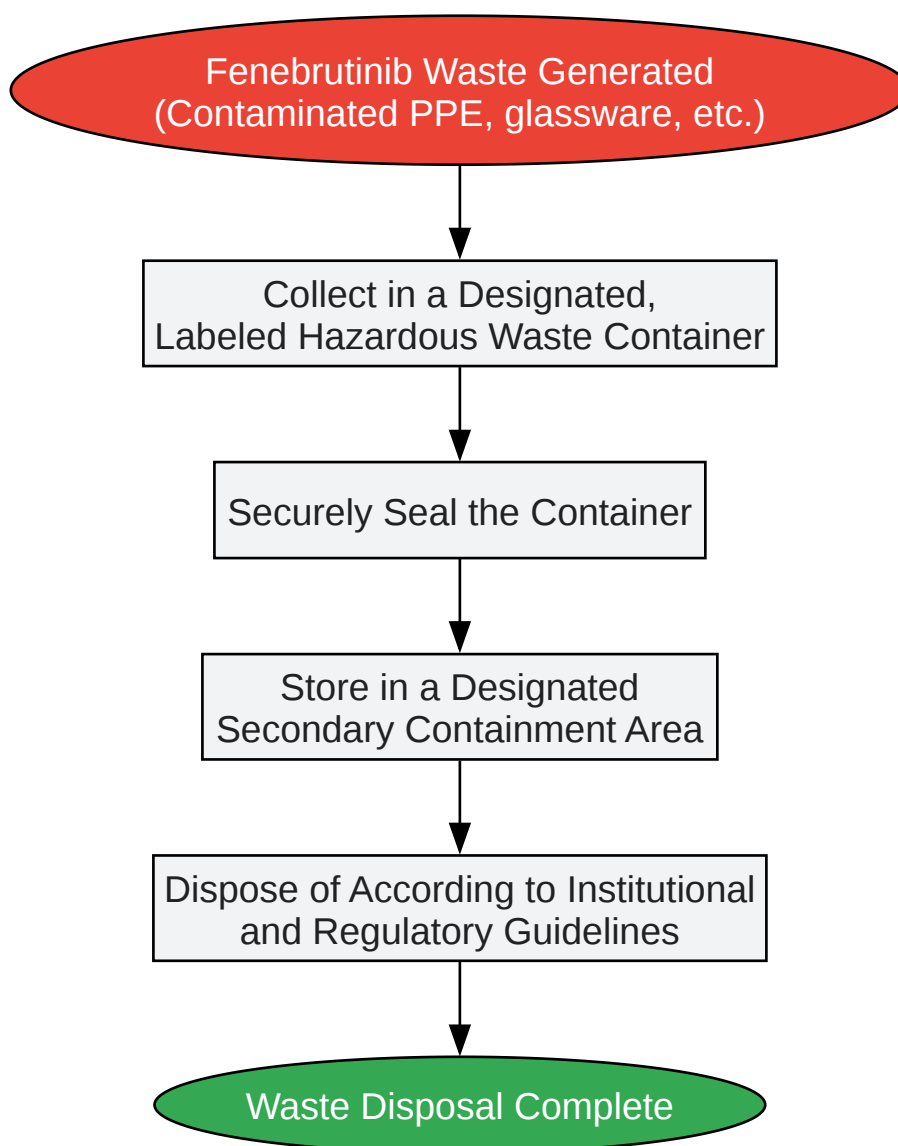 Fenebrutinib Waste Generated
(Contaminated PPE, glassware, etc.)
Collect in a Designated,
Labeled Hazardous Waste Container
Securely Seal the Container
Store in a Designated
Secondary Containment Area
Dispose of According to Institutional
and Regulatory Guidelines
Waste Disposal Complete